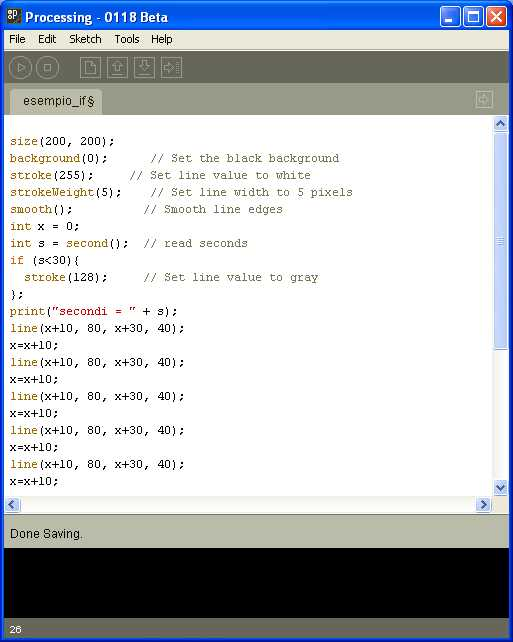 Processing - 0118 Beta
File Edit Sketch Tools Help
esempio_if §
size(200, 200);
background(0);      // Set the black background
stroke(255);     // Set line value to white
strokeWeight(5);    // Set line width to 5 pixels
smooth();          // Smooth line edges
int x = 0;
int s = second();  // read seconds
if (s<30){
  stroke(128);     // Set line value to gray
};
print("secondi = " + s);
line(x+10, 80, x+30, 40);
x=x+10;
line(x+10, 80, x+30, 40);
x=x+10;
line(x+10, 80, x+30, 40);
x=x+10;
line(x+10, 80, x+30, 40);
x=x+10;
line(x+10, 80, x+30, 40);
x=x+10;
Done Saving.
26